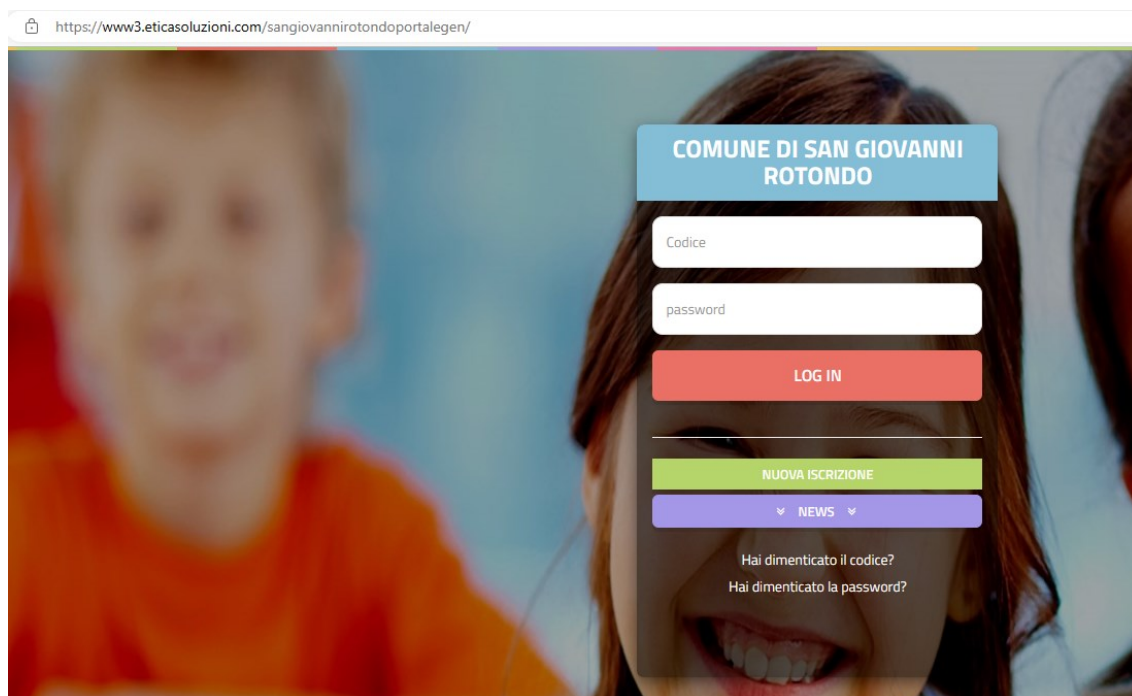 https://www3.eticasoluzioni.com/sangiovannirotondoportalegen/
COMUNE DI SAN GIOVANNI
ROTONDO
Codice
password
LOG IN
NUOVA ISCRIZIONE
NEWS
Hai dimenticato il codice?
Hai dimenticato la password?